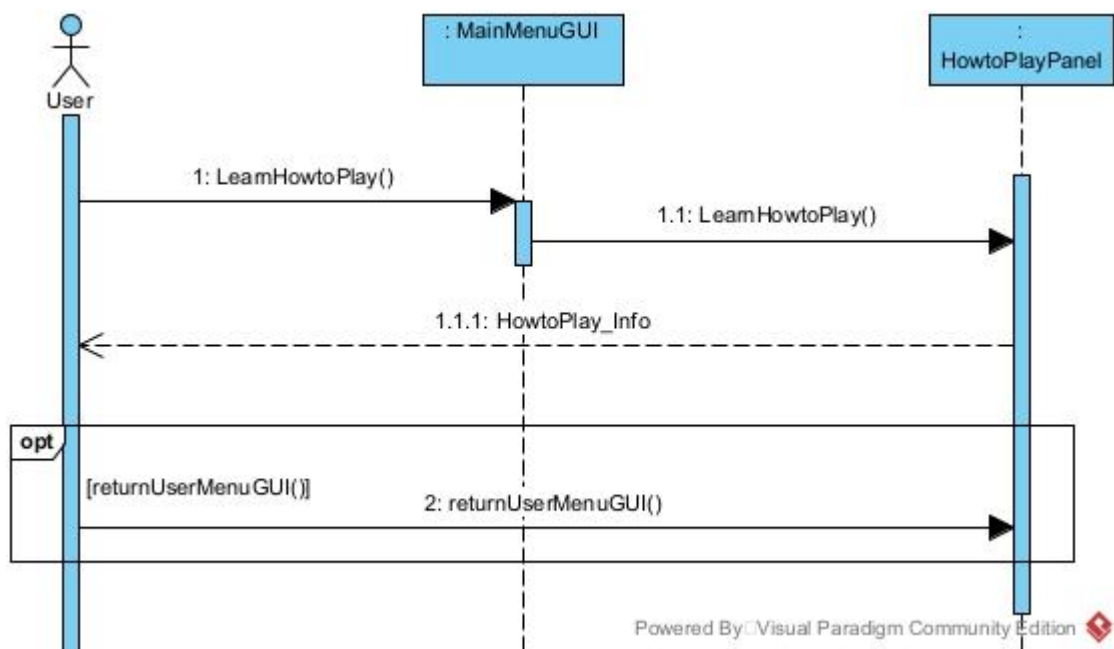 : MainMenuGUI
:
HowtoPlayPanel
User
1: LearnHowtoPlay()
1.1: LearnHowtoPlay()
1.1.1: HowtoPlay_Info
opt
[returnUserMenuGUI()]
2: returnUserMenuGUI()
Powered By Visual Paradigm Community Edition